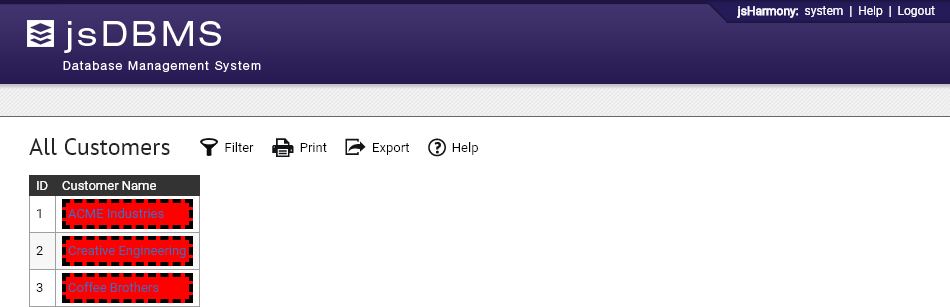 jsHarmony: system | Help | Logout
jsDBMS
Database Management System
All Customers Filter Print Export Help
ID Customer Name
1 ACME Industries
2 Creative Engineering
3 Coffee Brothers